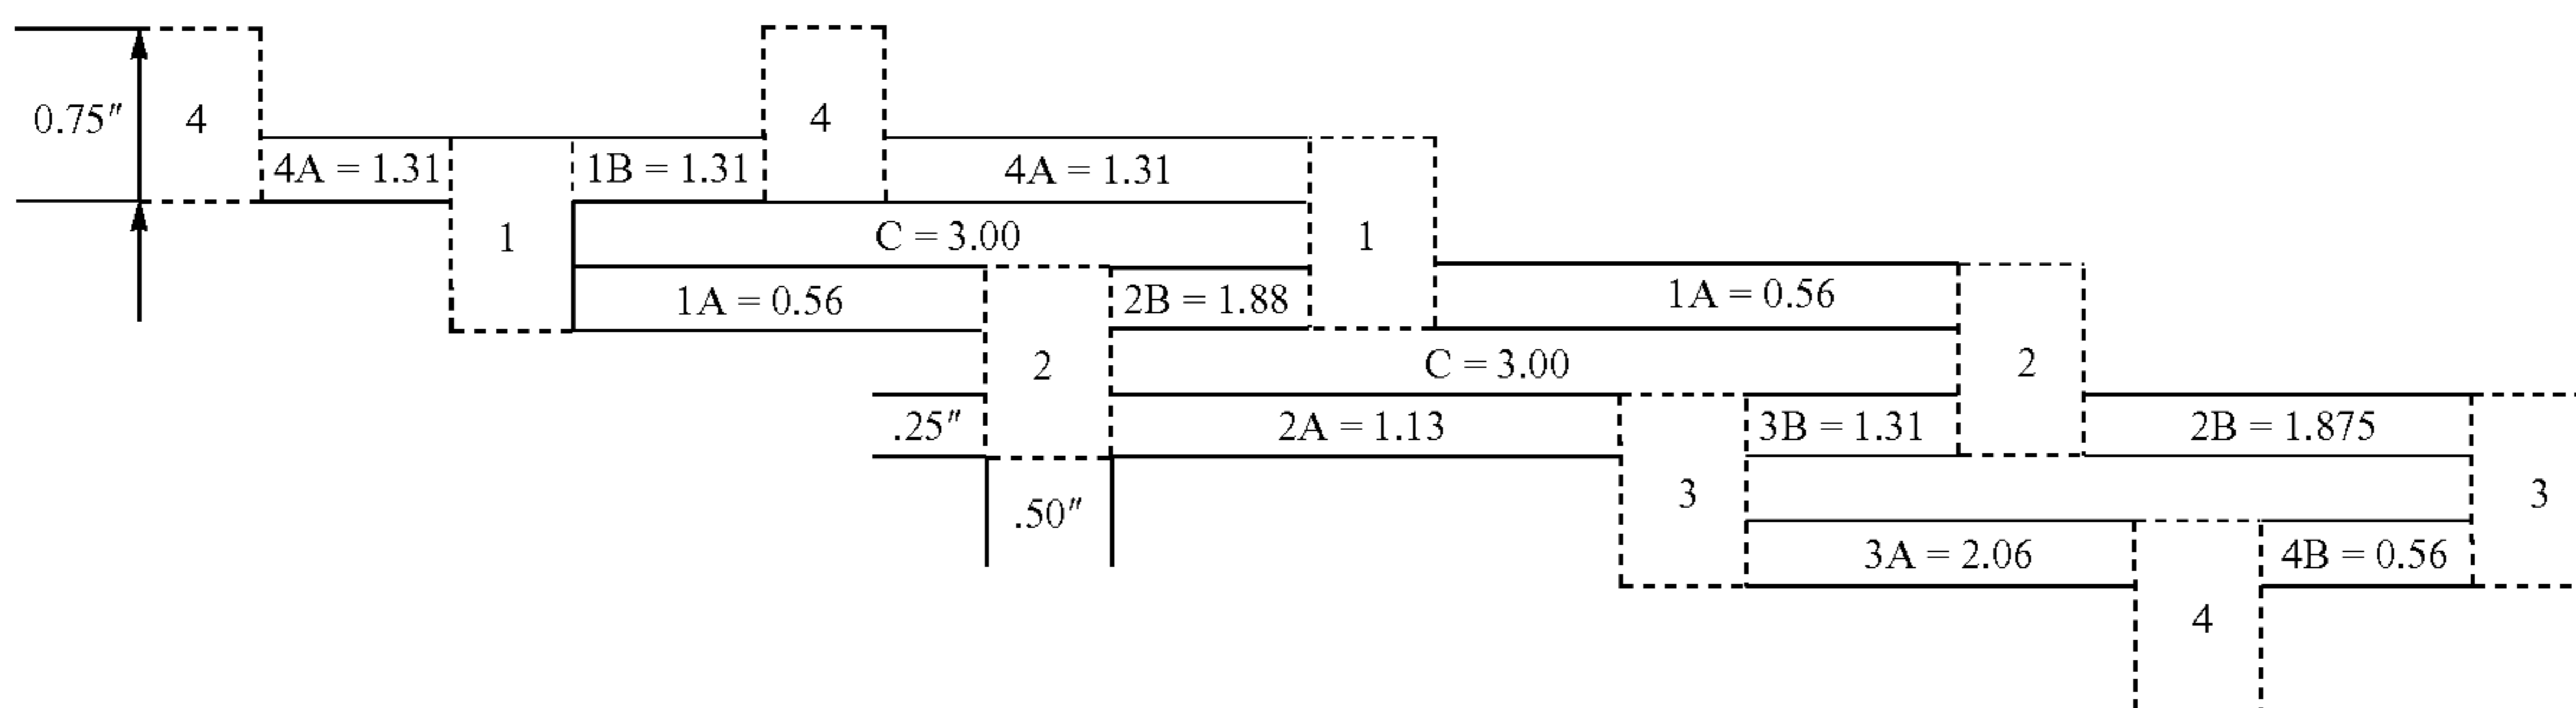 0.75″ 4 4
4A = 1.31 1B = 1.31 4A = 1.31
1 C = 3.00 1
1A = 0.56 2B = 1.88 1A = 0.56
2 C = 3.00 2
.25″ 2A = 1.13 3B = 1.31 2B = 1.875
.50″ 3 3
3A = 2.06 4B = 0.56
4